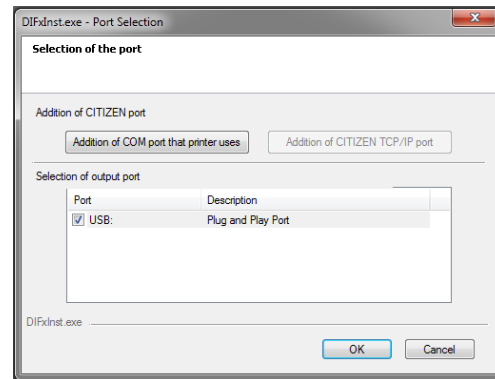 DIFxInst.exe - Port Selection
Selection of the port
Addition of CITIZEN port
Addition of COM port that printer uses
Addition of CITIZEN TCP/IP port
Selection of output port
Port Description
USB: Plug and Play Port
DIFxInst.exe
OK Cancel